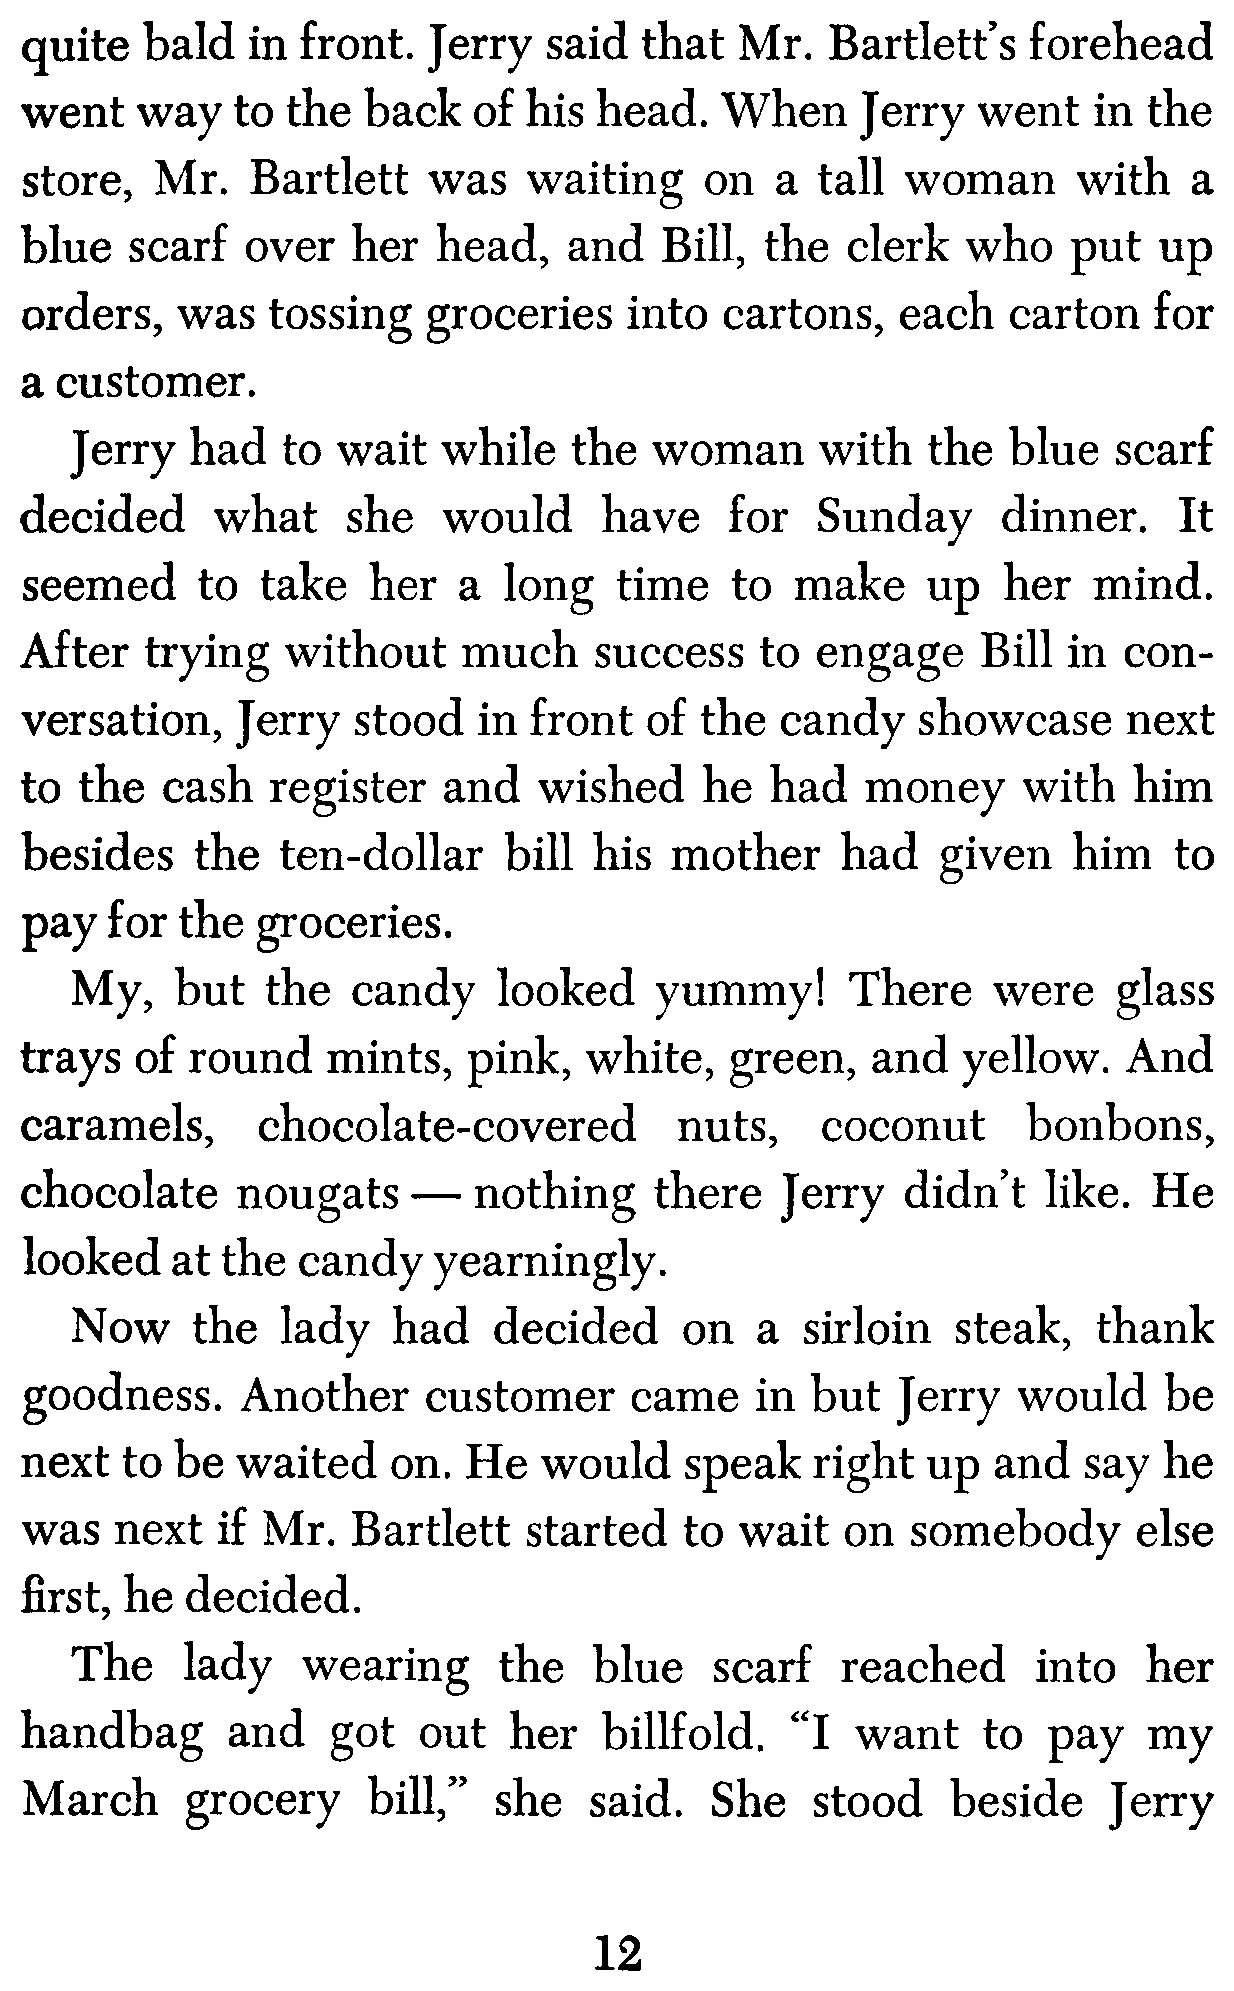 quite bald in front. Jerry said that Mr. Bartlett’s forehead
went way to the back of his head. When Jerry went in the
store, Mr. Bartlett was waiting on a tall woman with a
blue scarf over her head, and Bill, the clerk who put up
orders, was tossing groceries into cartons, each carton for
a customer.
Jerry had to wait while the woman with the blue scarf
decided what she would have for Sunday dinner. It
seemed to take her a long time to make up her mind.
After trying without much success to engage Bill in con-
versation, Jerry stood in front of the candy showcase next
to the cash register and wished he had money with him
besides the ten-dollar bill his mother had given him to
pay for the groceries.
My, but the candy looked yummy! There were glass
trays of round mints, pink, white, green, and yellow. And
caramels, chocolate-covered nuts, coconut bonbons,
chocolate nougats — nothing there Jerry didn’t like. He
looked at the candy yearningly.
Now the lady had decided on a sirloin steak, thank
goodness. Another customer came in but Jerry would be
next to be waited on. He would speak right up and say he
was next if Mr. Bartlett started to wait on somebody else
first, he decided.
The lady wearing the blue scarf reached into her
handbag and got out her billfold. “I want to pay my
March grocery bill,” she said. She stood beside Jerry
12